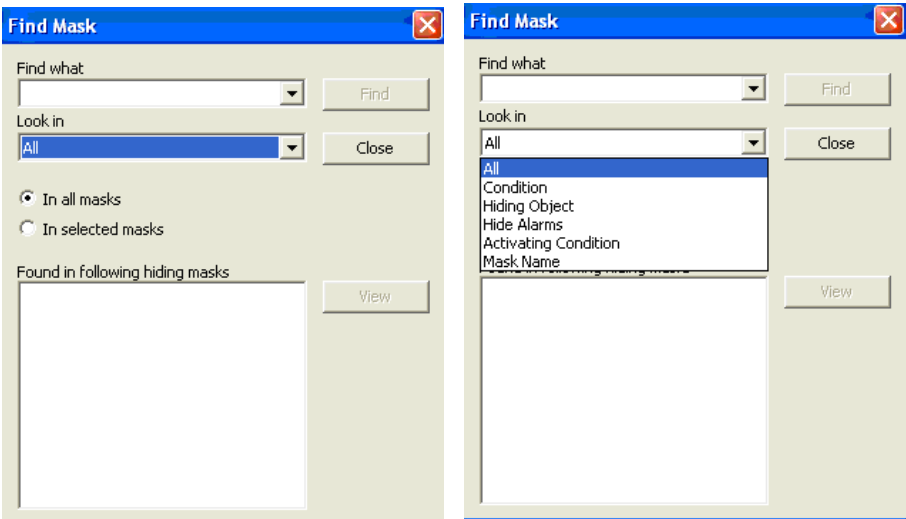 Find Mask
Find what
Find
Look in
All
Close
In all masks
In selected masks
Found in following hiding masks
View
Find Mask
Find what
Find
Look in
All
Close
All
Condition
Hiding Object
Hide Alarms
Activating Condition
Mask Name
View